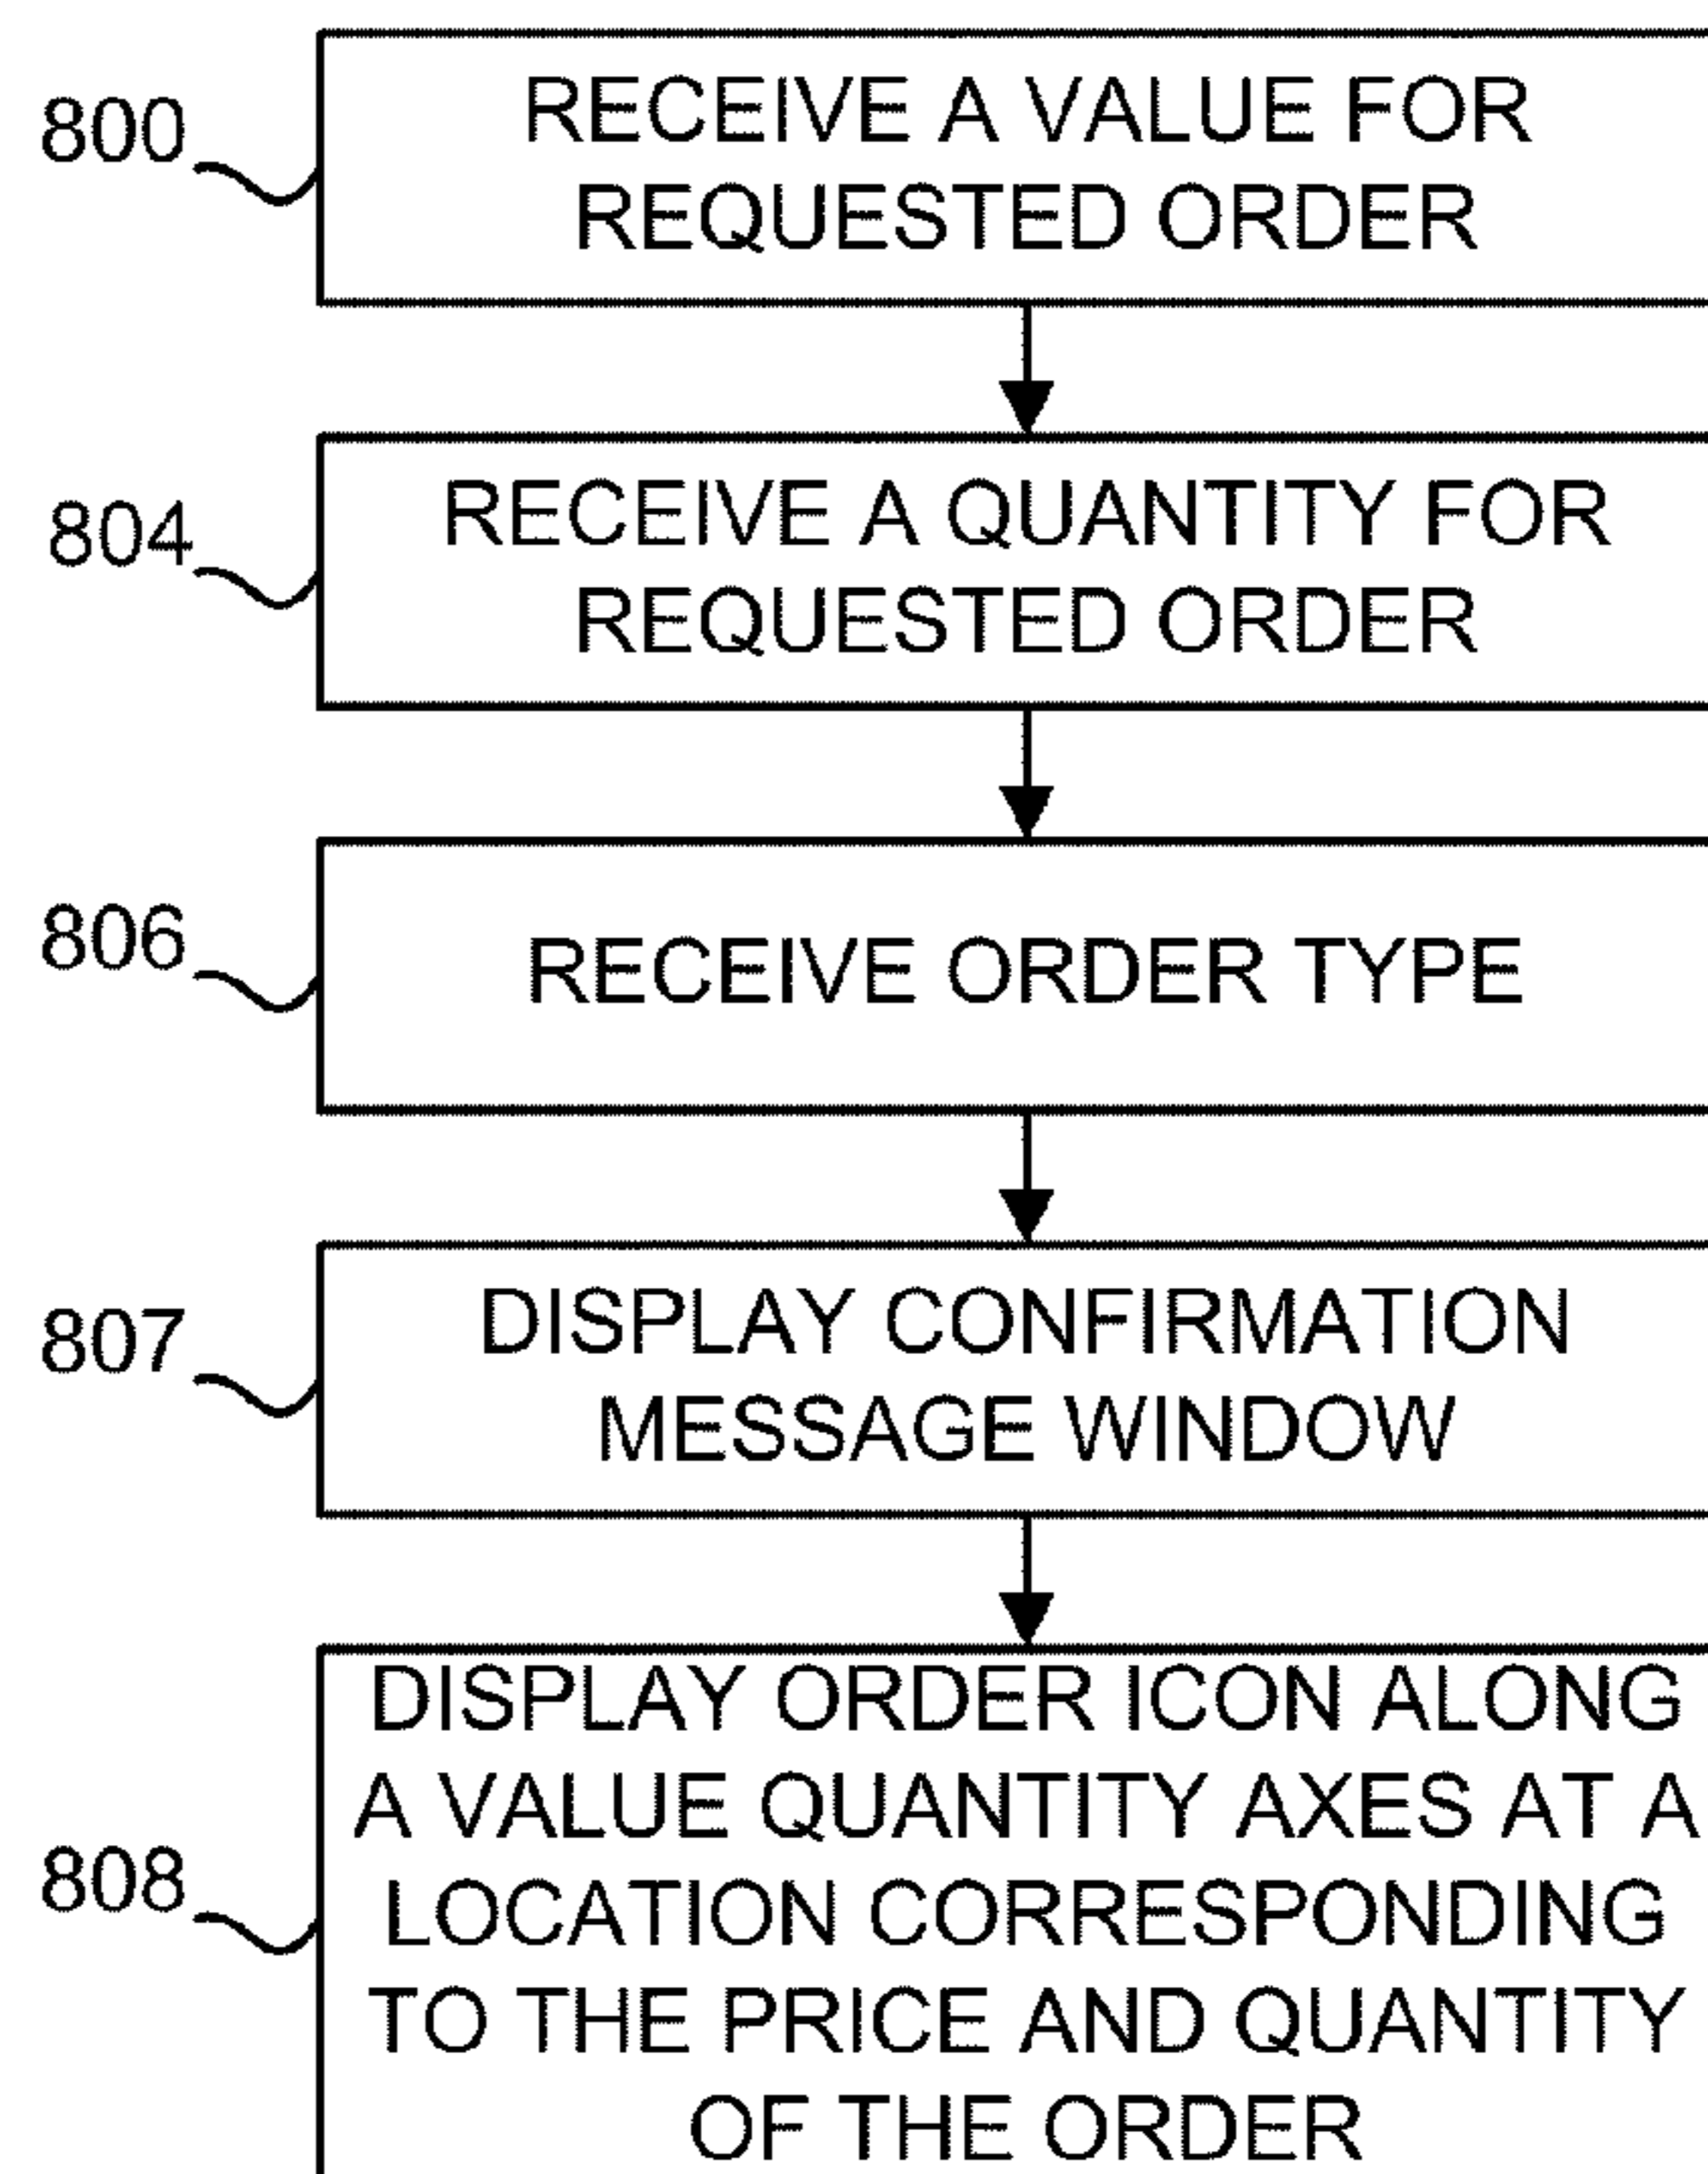 800
RECEIVE A VALUE FOR
REQUESTED ORDER
804
RECEIVE A QUANTITY FOR
REQUESTED ORDER
806
RECEIVE ORDER TYPE
807
DISPLAY CONFIRMATION
MESSAGE WINDOW
808
DISPLAY ORDER ICON ALONG
A VALUE QUANTITY AXES AT A
LOCATION CORRESPONDING
TO THE PRICE AND QUANTITY
OF THE ORDER